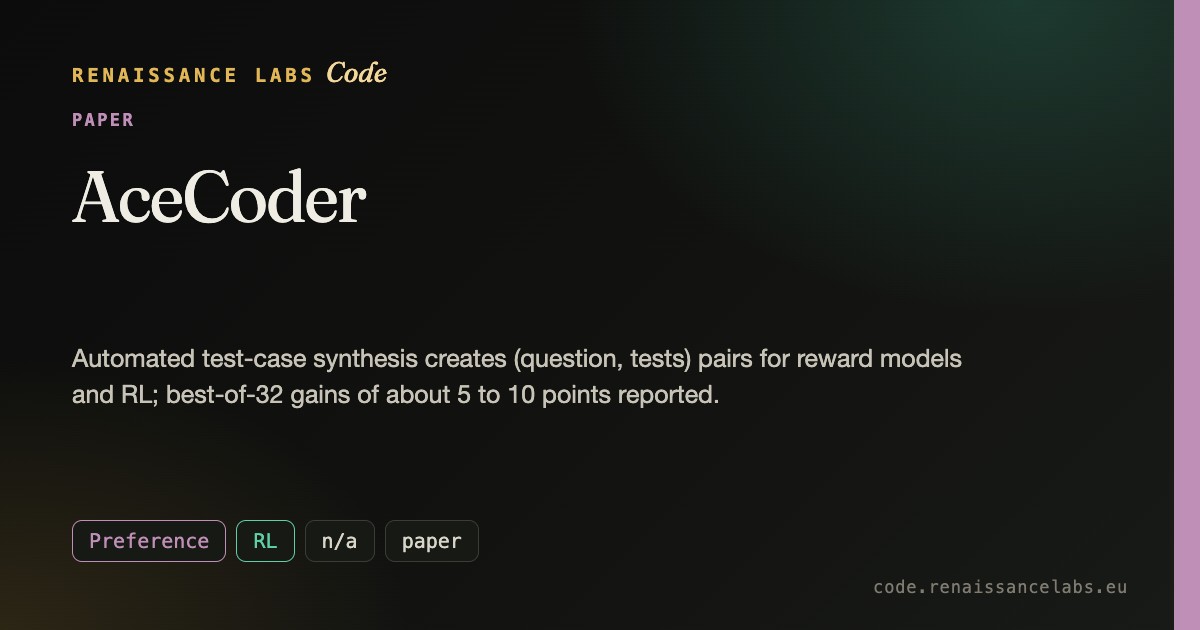 RENAISSANCE LABS Code
PAPER
AceCoder
Automated test-case synthesis creates (question, tests) pairs for reward models
and RL; best-of-32 gains of about 5 to 10 points reported.
Preference RL n/a paper
code.renaissancelabs.eu